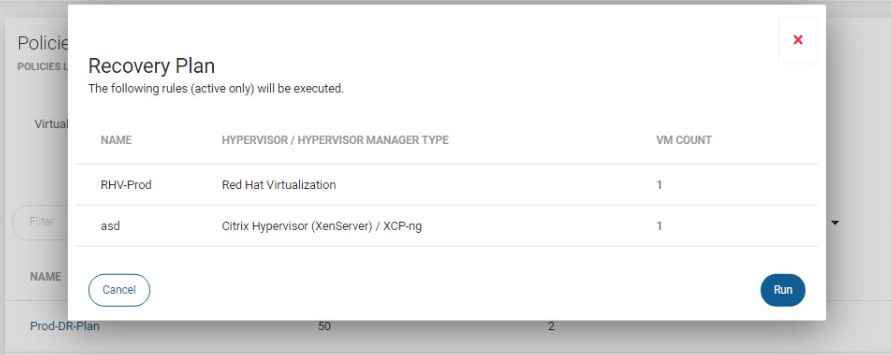 Policie
POLICIES L
Virtual
Filter
NAME
Prod-DR-Plan 50 2
Recovery Plan
The following rules (active only) will be executed.
NAME HYPERVISOR / HYPERVISOR MANAGER TYPE VM COUNT
RHV-Prod Red Hat Virtualization 1
asd Citrix Hypervisor (XenServer) / XCP-ng 1
Cancel Run